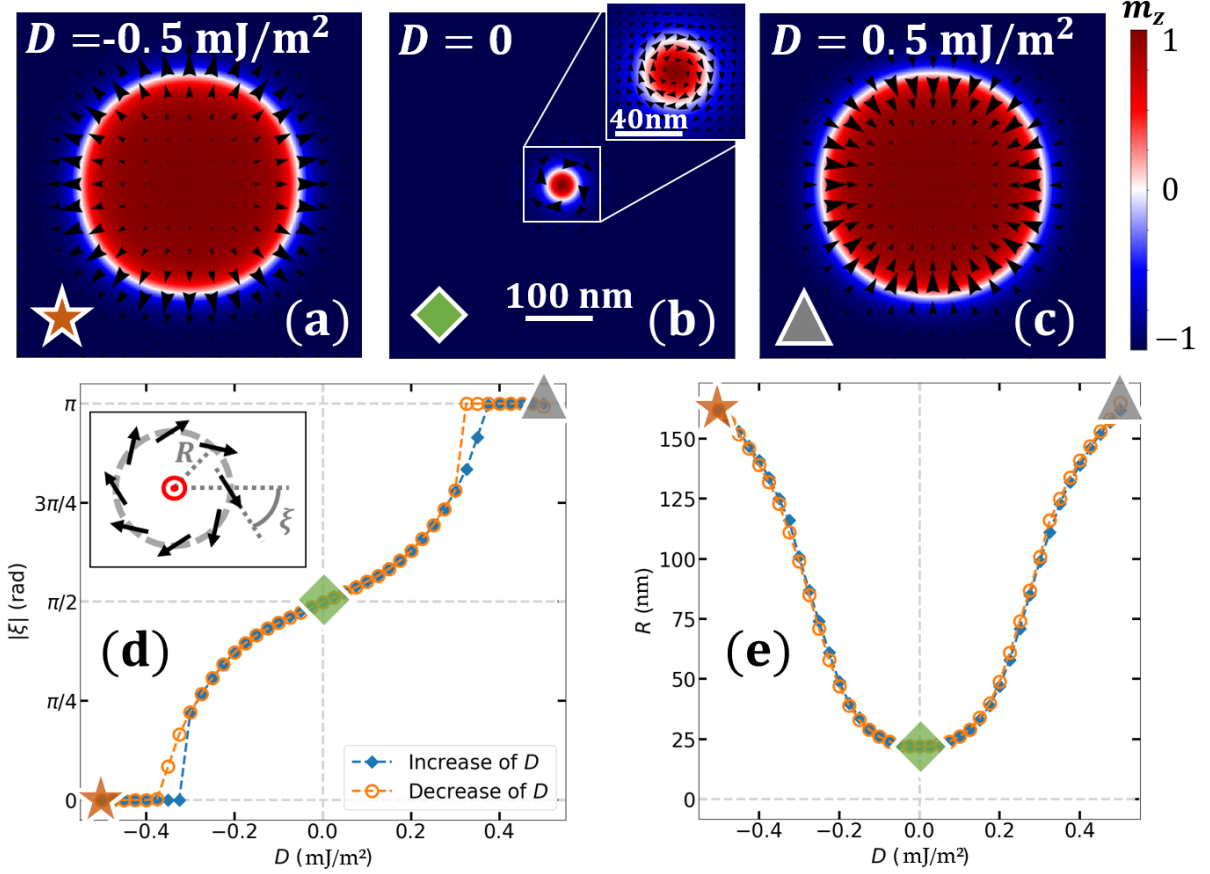 D =-0.5 mJ/m²
(a)
D = 0
40nm
100 nm
(b)
D = 0.5 mJ/m²
(c)
m_z
1
0
−1
π
3π/4
π/2
π/4
0
|ξ| (rad)
R
ξ
(d)
Increase of D
Decrease of D
−0.4
−0.2
0.0
0.2
0.4
D (mJ/m²)
150
125
100
75
50
25
0
R (nm)
(e)
−0.4
−0.2
0.0
0.2
0.4
D (mJ/m²)